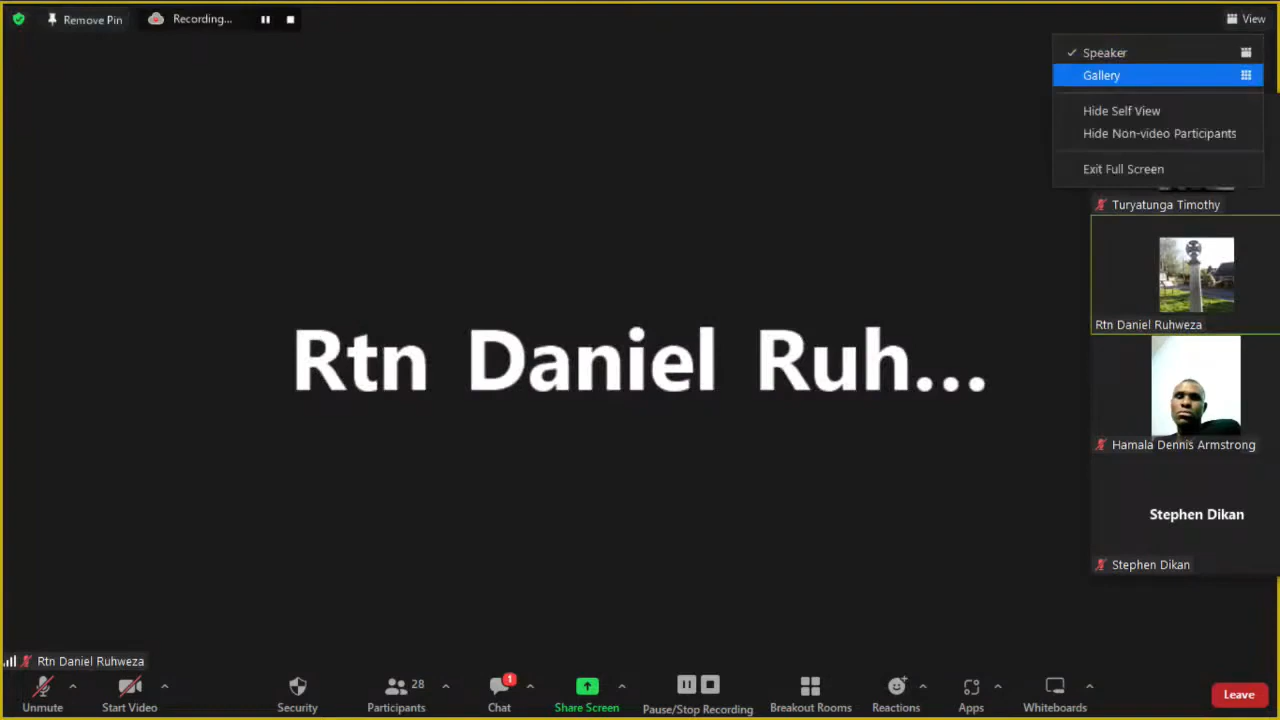 Remove Pin
Recording...
View
Speaker
Gallery
Hide Self View
Hide Non-video Participants
Exit Full Screen
Turyatunga Timothy
Rtn Daniel Ruhweza
Hamala Dennis Armstrong
Stephen Dikan
Stephen Dikan
Rtn Daniel Ruh...
Rtn Daniel Ruhweza
Unmute
Start Video
Security
28
Participants
1
Chat
Share Screen
Pause/Stop Recording
Breakout Rooms
Reactions
Apps
Whiteboards
Leave